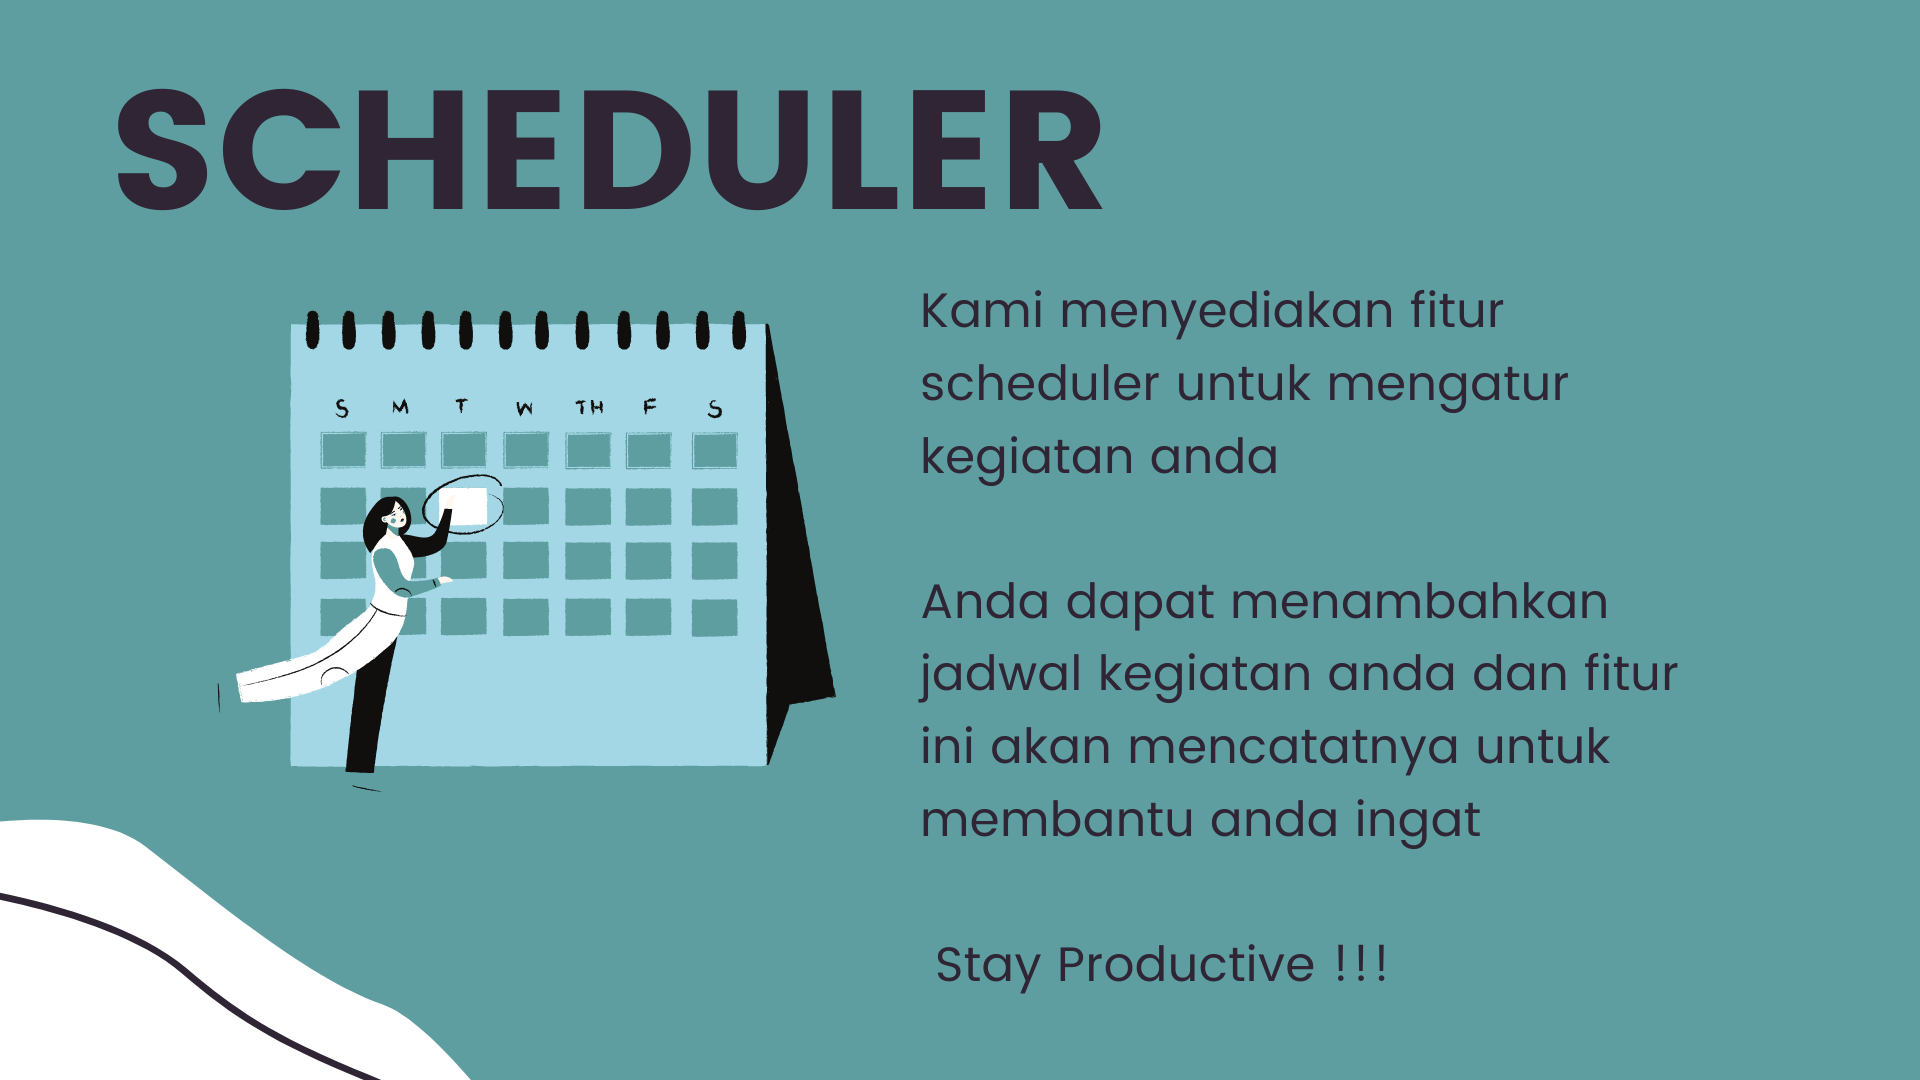 SCHEDULER
S M T W TH F S
Kami menyediakan fitur
scheduler untuk mengatur
kegiatan anda
Anda dapat menambahkan
jadwal kegiatan anda dan fitur
ini akan mencatatnya untuk
membantu anda ingat
Stay Productive !!!